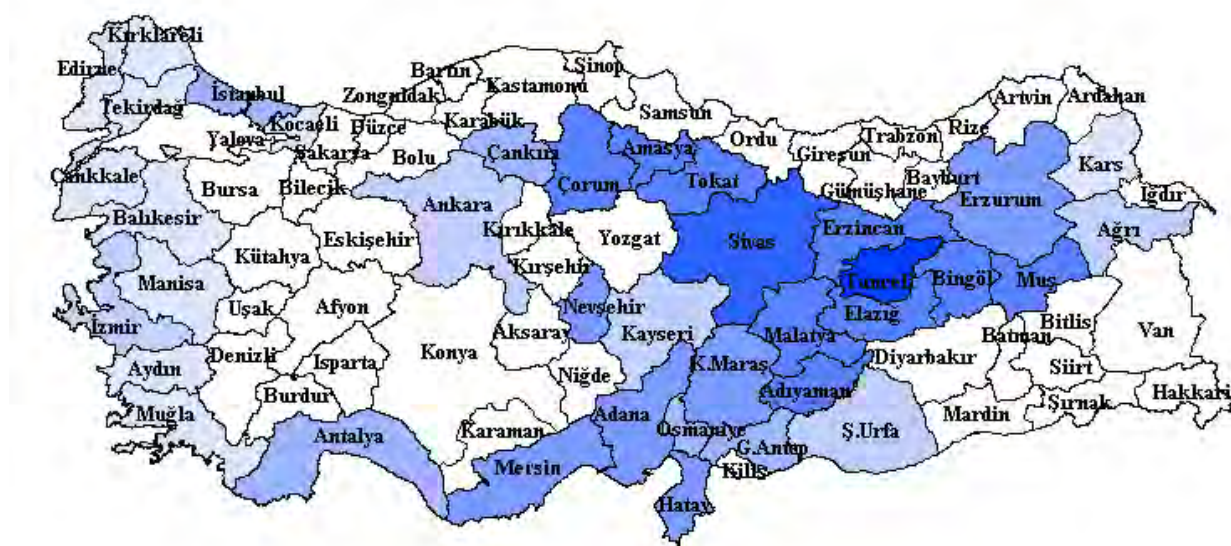 Kırklareli
Edirne
Tekirdağ
İstanbul
Kocaeli
Yalova
Sakarya
Düzce
Zonguldak
Bartın
Karabük
Kastamonu
Sinop
Samsun
Ordu
Giresun
Trabzon
Rize
Artvin
Ardahan
Bolu
Çankırı
Çorum
Amasya
Tokat
Gümüşhane
Bayburt
Erzurum
Kars
Iğdır
Ağrı
Çankkale
Balıkesir
Bursa
Bilecik
Ankara
Kırıkkale
Yozgat
Sivas
Erzincan
Tunceli
Bingöl
Muş
Kütahya
Eskişehir
Kırşehir
Manisa
Uşak
Afyon
Aksaray
Nevşehir
Kayseri
Malatya
Elazığ
Bitlis
Van
İzmir
Aydın
Denizli
Isparta
Konya
Niğde
K.Maraş
Adıyaman
Diyarbakır
Batman
Siirt
Hakkari
Muğla
Burdur
Antalya
Karaman
Mersin
Adana
Osmaniye
G.Antep
Kilis
Ş.Urfa
Mardin
Şırnak
Hatay